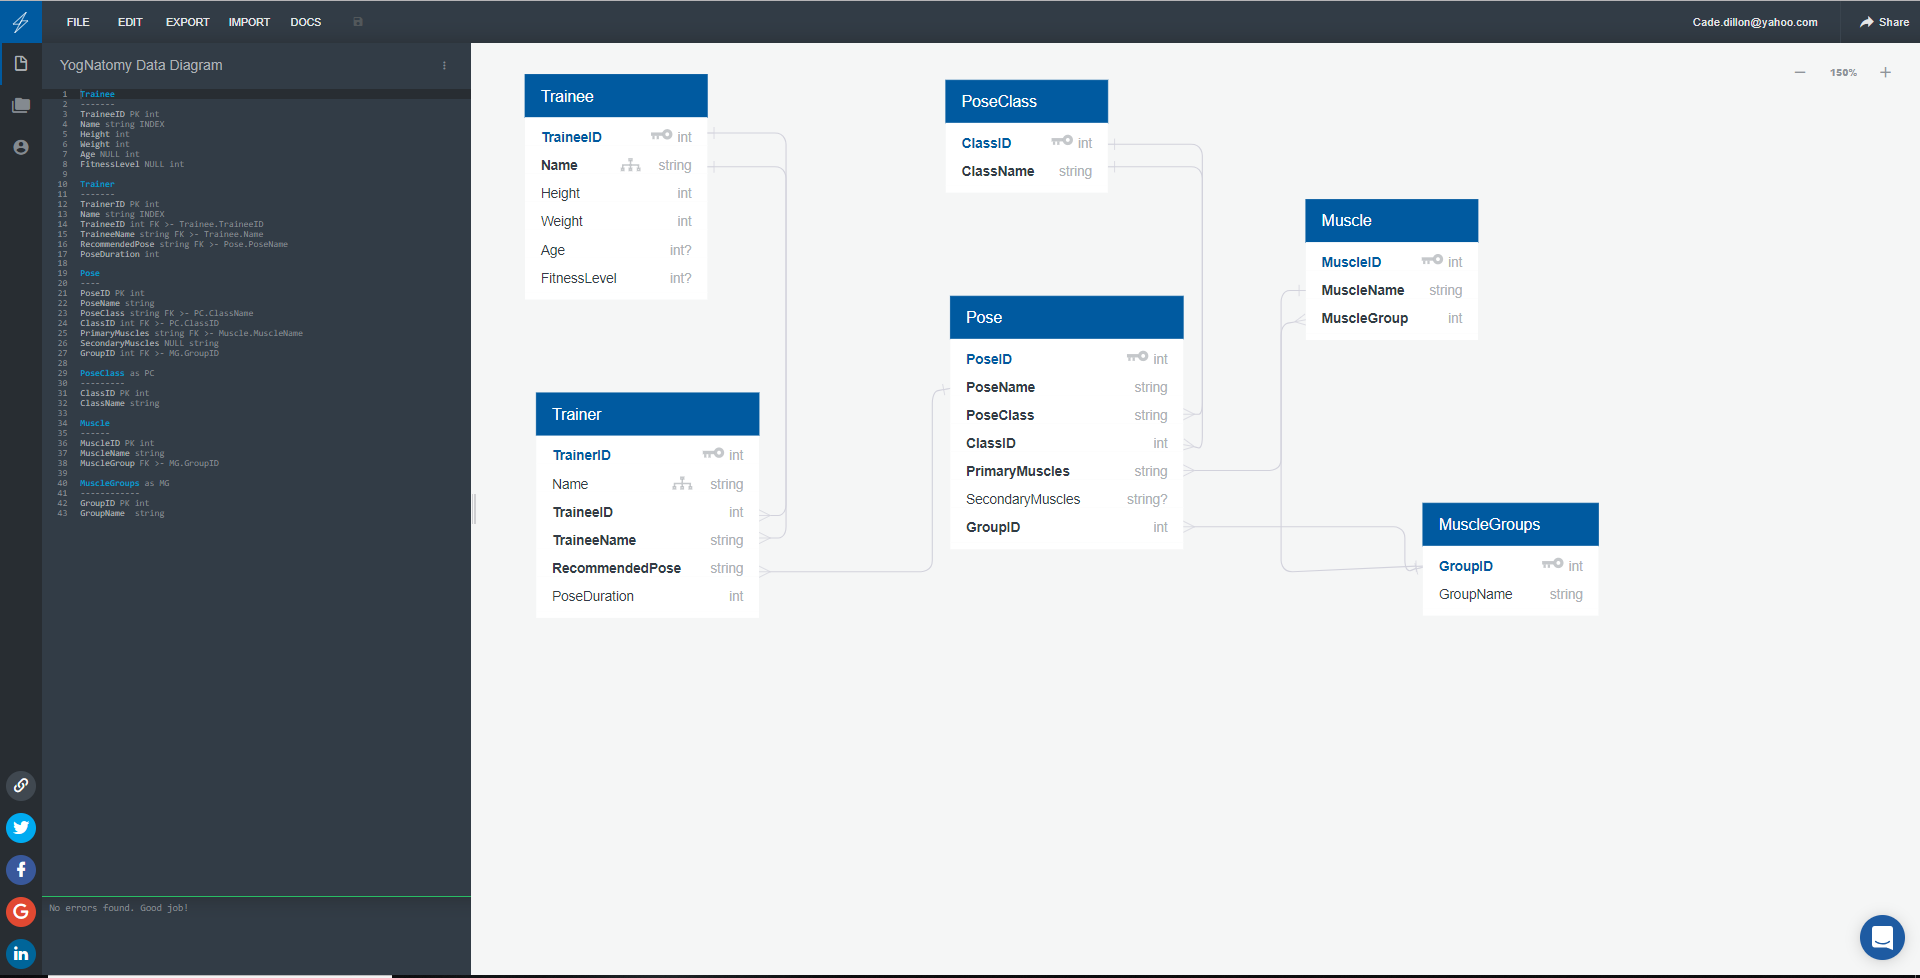 FILE EDIT EXPORT IMPORT DOCS Cade.dillon@yahoo.com Share
YogNatomy Data Diagram
1 Trainee
2 -------
3 TraineeID PK int
4 Name string INDEX
5 Height int
6 Weight int
7 Age NULL int
8 FitnessLevel NULL int
9
10 Trainer
11 -------
12 TrainerID PK int
13 Name string INDEX
14 TraineeID int FK >- Trainee.TraineeID
15 TraineeName string FK >- Trainee.Name
16 RecommendedPose string FK >- Pose.PoseName
17 PoseDuration int
18
19 Pose
20 ----
21 PoseID PK int
22 PoseName string
23 PoseClass string FK >- PC.ClassName
24 ClassID int FK >- PC.ClassID
25 PrimaryMuscles string FK >- Muscle.MuscleName
26 SecondaryMuscles NULL string
27 GroupID int FK >- MG.GroupID
28
29 PoseClass as PC
30 ---------
31 ClassID PK int
32 ClassName string
33
34 Muscle
35 ------
36 MuscleID PK int
37 MuscleName string
38 MuscleGroup FK >- MG.GroupID
39
40 MuscleGroups as MG
41 ------------
42 GroupID PK int
43 GroupName string
No errors found. Good job!
150%
Trainee
TraineeID int
Name string
Height int
Weight int
Age int?
FitnessLevel int?
PoseClass
ClassID int
ClassName string
Muscle
MuscleID int
MuscleName string
MuscleGroup int
Pose
PoseID int
PoseName string
PoseClass string
ClassID int
PrimaryMuscles string
SecondaryMuscles string?
GroupID int
Trainer
TrainerID int
Name string
TraineeID int
TraineeName string
RecommendedPose string
PoseDuration int
MuscleGroups
GroupID int
GroupName string